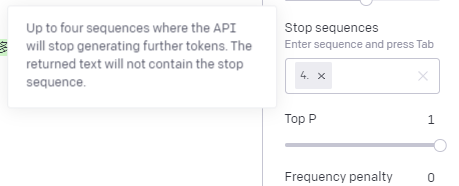 Up to four sequences where the API
will stop generating further tokens. The
returned text will not contain the stop
sequence.
Stop sequences
Enter sequence and press Tab
4. ×
Top P 1
Frequency penalty 0